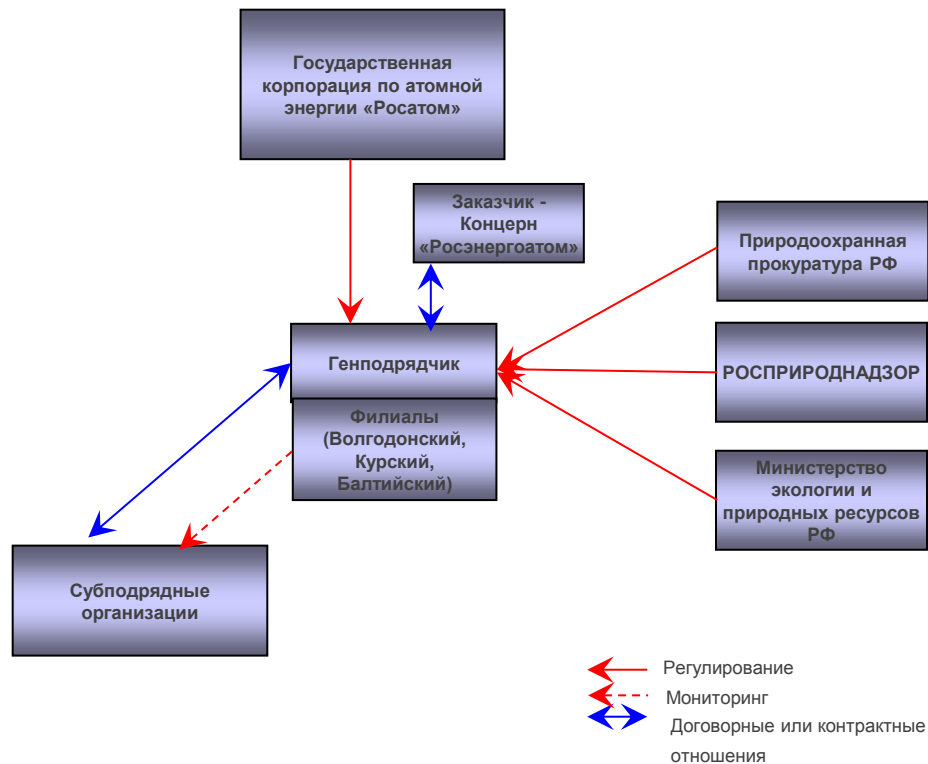 Государственная
корпорация по атомной
энергии «Росатом»
Заказчик -
Концерн
«Росэнергоатом»
Природоохранная
прокуратура РФ
Генподрядчик
РОСПРИРОДНАДЗОР
Филиалы
(Волгодонский,
Курский,
Балтийский)
Министерство
экологии и
природных ресурсов
РФ
Субподрядные
организации
Регулирование
Мониторинг
Договорные или контрактные
отношения